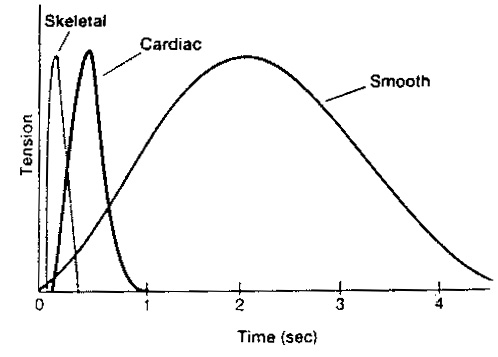 Skeletal
Cardiac
Smooth
Tension
0 1 2 3 4
Time (sec)